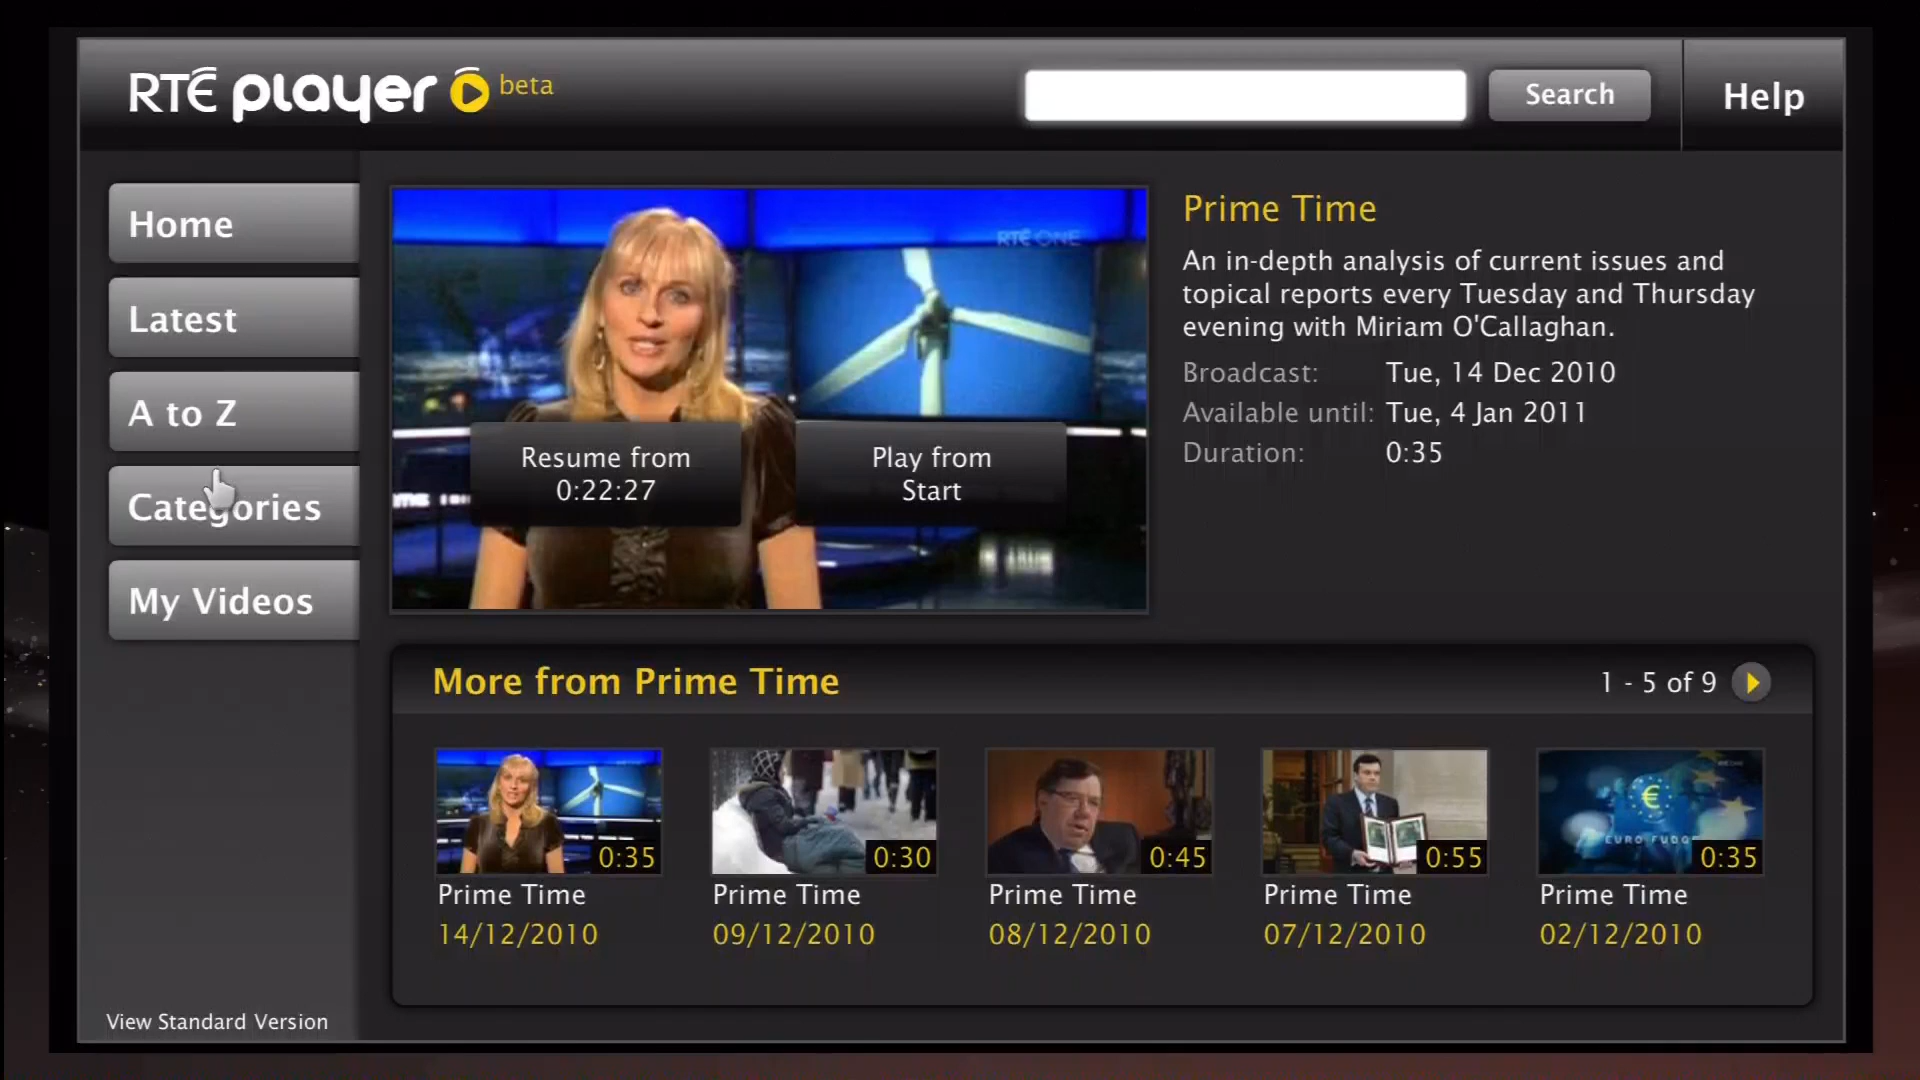 RTÉ player beta
Search
Help
Home
Latest
A to Z
Categories
My Videos
View Standard Version
RTÉ ONE
Resume from
0:22:27
Play from
Start
Prime Time
An in-depth analysis of current issues and
topical reports every Tuesday and Thursday
evening with Miriam O'Callaghan.
Broadcast: Tue, 14 Dec 2010
Available until: Tue, 4 Jan 2011
Duration: 0:35
More from Prime Time
1 - 5 of 9
0:35
Prime Time
14/12/2010
0:30
Prime Time
09/12/2010
0:45
Prime Time
08/12/2010
0:55
Prime Time
07/12/2010
€
EURO FUDGE
0:35
Prime Time
02/12/2010